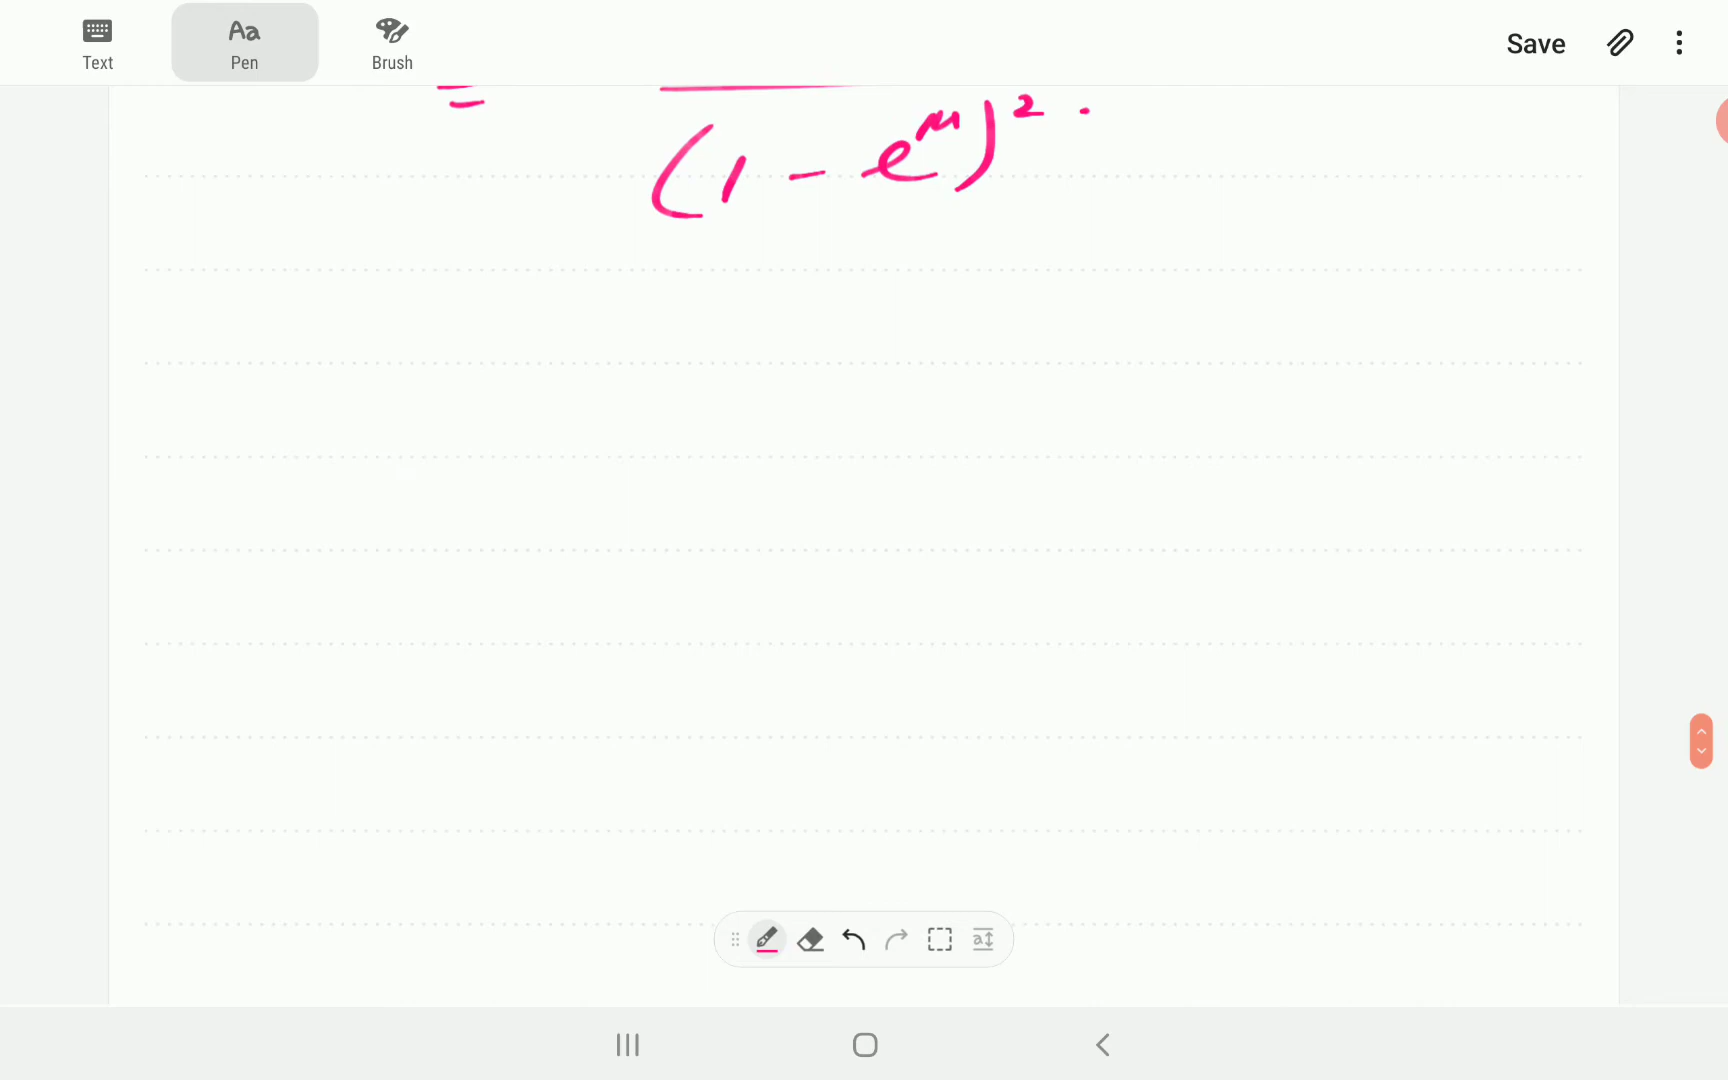 Text
Pen
Brush
Save
=
(1 - e^μ)^2 .